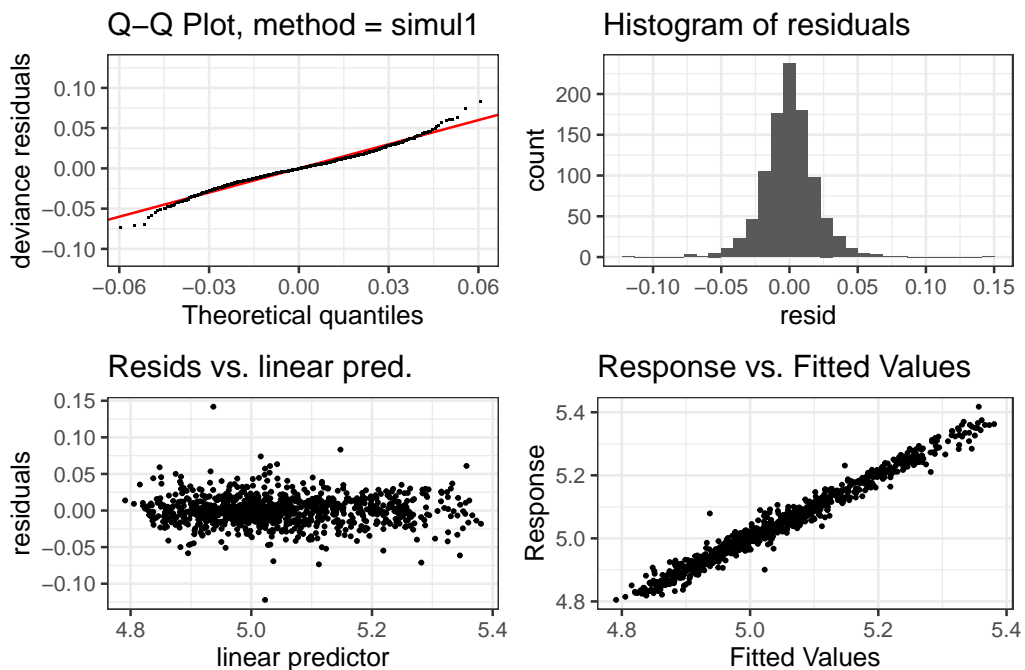 Q−Q Plot, method = simul1
deviance residuals
0.10
0.05
0.00
−0.05
−0.10
−0.06 −0.03 0.00 0.03 0.06
Theoretical quantiles
Histogram of residuals
count
200
150
100
50
0
−0.10 −0.05 0.00 0.05 0.10 0.15
resid
Resids vs. linear pred.
residuals
0.15
0.10
0.05
0.00
−0.05
−0.10
4.8 5.0 5.2 5.4
linear predictor
Response vs. Fitted Values
Response
5.4
5.2
5.0
4.8
4.8 5.0 5.2 5.4
Fitted Values